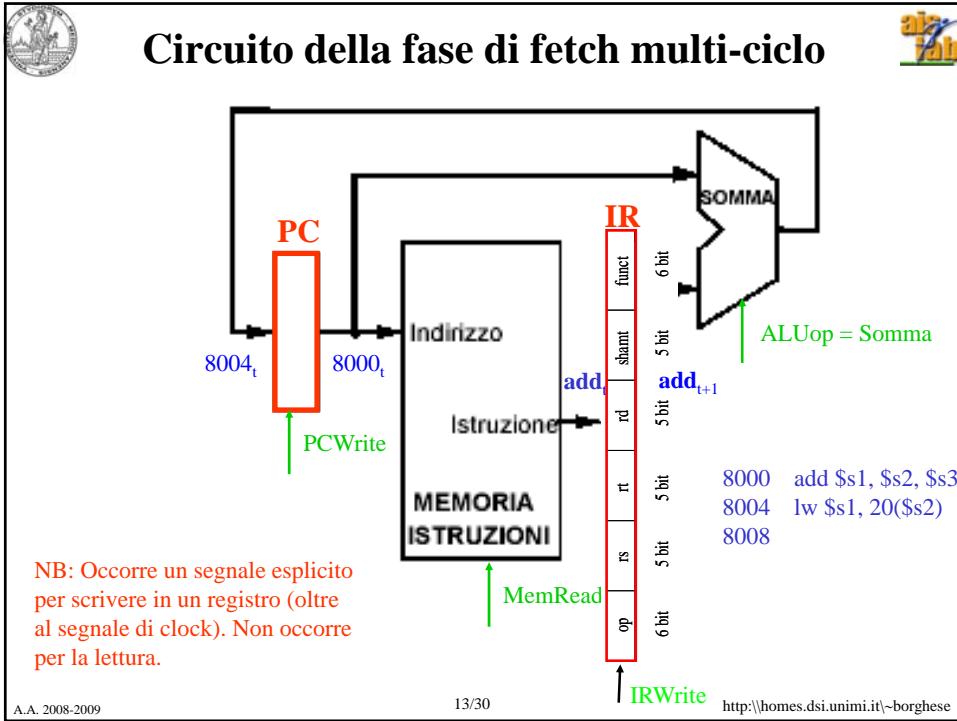 Circuito della fase di fetch multi-ciclo
ais
lab
SOMMA
PC
IR
Indirizzo
Istruzione
MEMORIA
ISTRUZIONI
funct
6 bit
shamt
5 bit
rd
5 bit
rt
5 bit
rs
5 bit
op
6 bit
8004t
8000t
addt
addt+1
ALUop = Somma
PCWrite
MemRead
IRWrite
8000 add $s1, $s2, $s3
8004 lw $s1, 20($s2)
8008
NB: Occorre un segnale esplicito
per scrivere in un registro (oltre
al segnale di clock). Non occorre
per la lettura.
A.A. 2008-2009
13/30
http:\\homes.dsi.unimi.it\~borghese